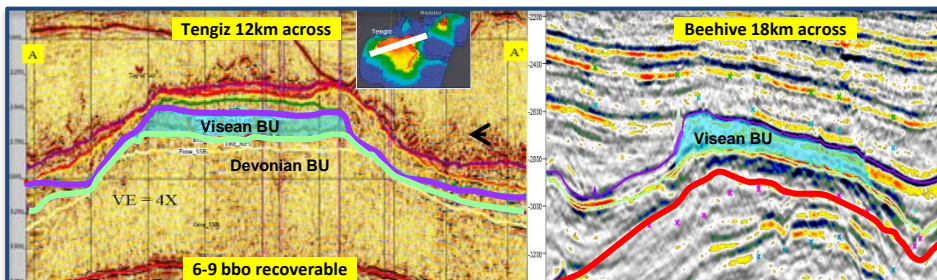 Tengiz 12km across
Beehive 18km across
A
A'
Tengiz
Korolev
Top of Salt
Visean BU
Devonian BU
VE = 4X
6-9 bbo recoverable
-2200
-2400
-2600
-2800
-3000
-3200
Visean BU